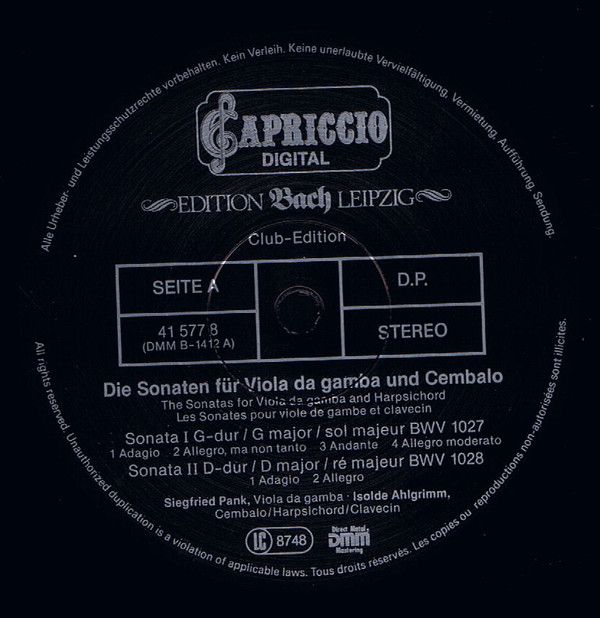 Alle Urheber- und Leistungsschutzrechte vorbehalten. Kein Verleih. Keine unerlaubte Vervielfältigung, Vermietung, Aufführung, Sendung.
CAPRICCIO
DIGITAL
EDITION Bach LEIPZIG
Club-Edition
SEITE A
D.P.
41 577 8
(DMM B-1412 A)
STEREO
Die Sonaten für Viola da gamba und Cembalo
The Sonatas for Viola da gamba and Harpsichord
Les Sonates pour viole de gambe et clavecin
Sonata I G-dur / G major / sol majeur BWV 1027
1 Adagio 2 Allegro, ma non tanto 3 Andante 4 Allegro moderato
Sonata II D-dur / D major / ré majeur BWV 1028
1 Adagio 2 Allegro
Siegfried Pank, Viola da gamba · Isolde Ahlgrimm,
Cembalo/Harpsichord/Clavecin
LC 8748
Direct Metal
DMM
Mastering
All rights reserved. Unauthorized duplication is a violation of applicable laws. Tous droits réservés. Les copies ou reproductions non-autorisées sont illicites.